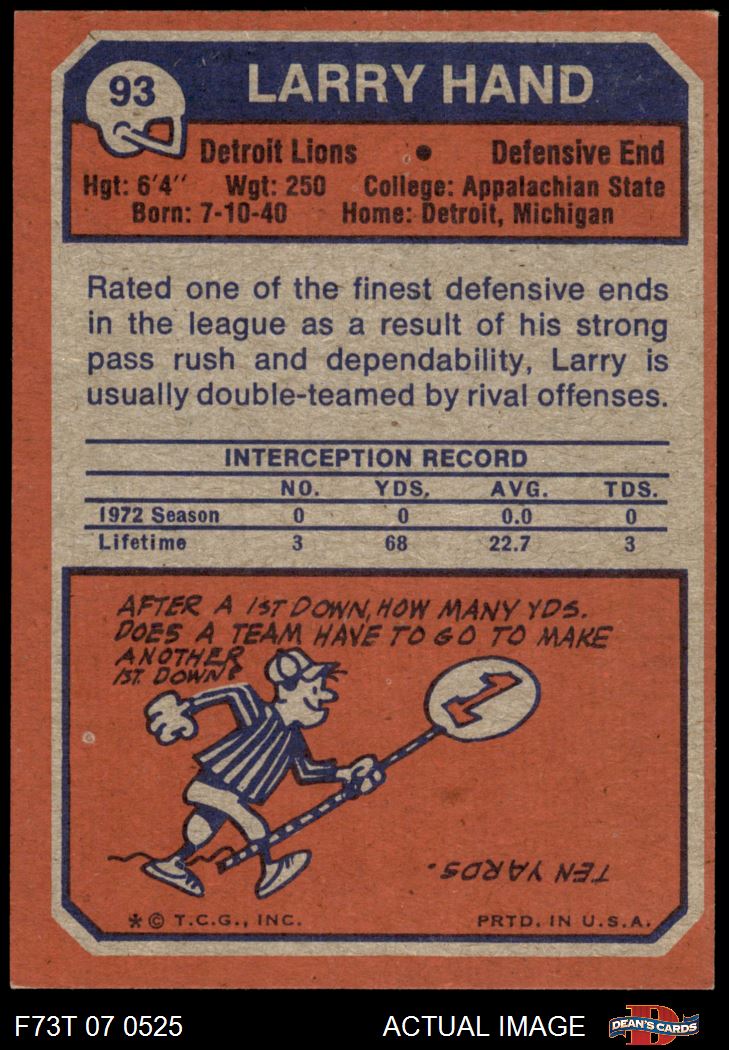 93
LARRY HAND
Detroit Lions • Defensive End
Hgt: 6'4" Wgt: 250 College: Appalachian State
Born: 7-10-40 Home: Detroit, Michigan
Rated one of the finest defensive ends
in the league as a result of his strong
pass rush and dependability, Larry is
usually double-teamed by rival offenses.
INTERCEPTION RECORD
NO. YDS. AVG. TDS.
1972 Season 0 0 0.0 0
Lifetime 3 68 22.7 3
AFTER A 1ST DOWN, HOW MANY YDS.
DOES A TEAM HAVE TO GO TO MAKE
ANOTHER
1ST. DOWN?
1
TEN YARDS.
* © T.C.G., INC. PRTD. IN U.S.A.
F73T 07 0525 ACTUAL IMAGE D DEAN'S CARDS